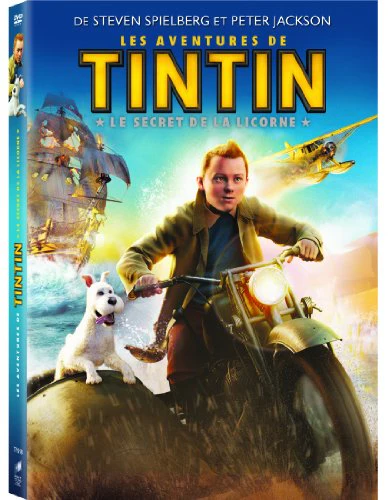 DE STEVEN SPIELBERG ET PETER JACKSON
LES AVENTURES DE
TINTIN
★ LE SECRET DE LA LICORNE ★
DVD
LES AVENTURES DE TINTIN ★ LE SECRET DE LA LICORNE ★